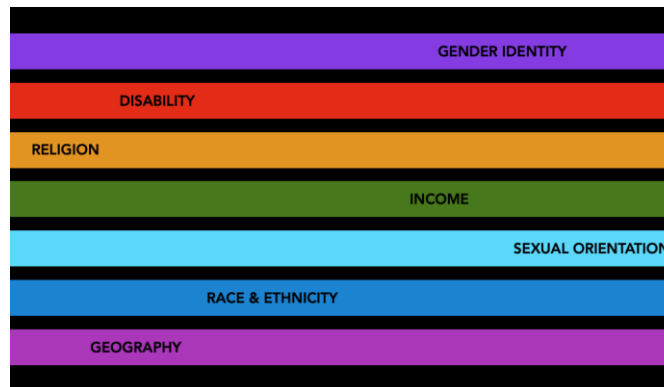 GENDER IDENTITY
DISABILITY
RELIGION
INCOME
SEXUAL ORIENTATION
RACE & ETHNICITY
GEOGRAPHY